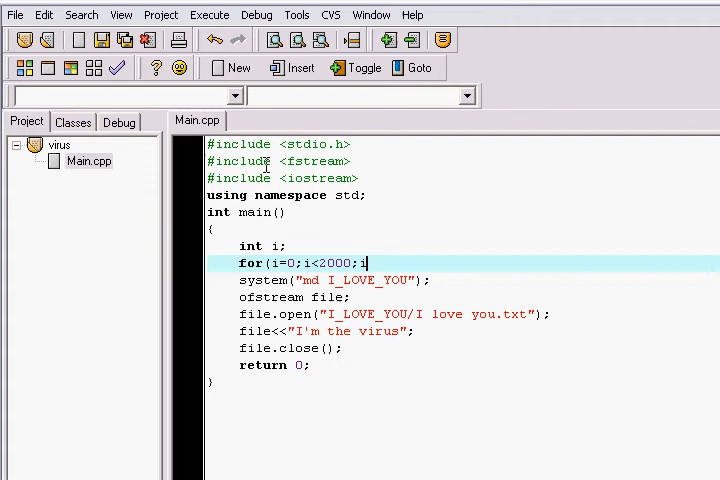 File Edit Search View Project Execute Debug Tools CVS Window Help
New Insert Toggle Goto
Project Classes Debug Main.cpp
virus
Main.cpp
#include <stdio.h>
#include <fstream>
#include <iostream>
using namespace std;
int main()
{
int i;
for(i=0;i<2000;i
system("md I_LOVE_YOU");
ofstream file;
file.open("I_LOVE_YOU/I love you.txt");
file<<"I'm the virus";
file.close();
return 0;
}